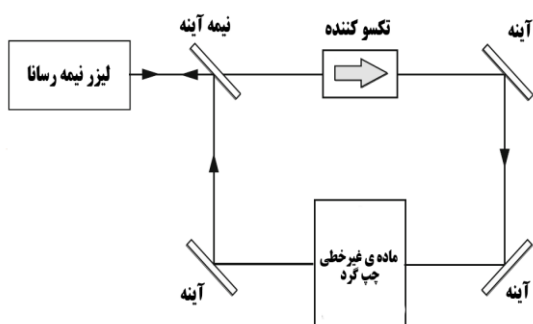 نیمه آینه
تکسو کننده
آینه
لیزر نیمه رسانا
ماده ی غیرخطی
چپ گرد
آینه
آینه